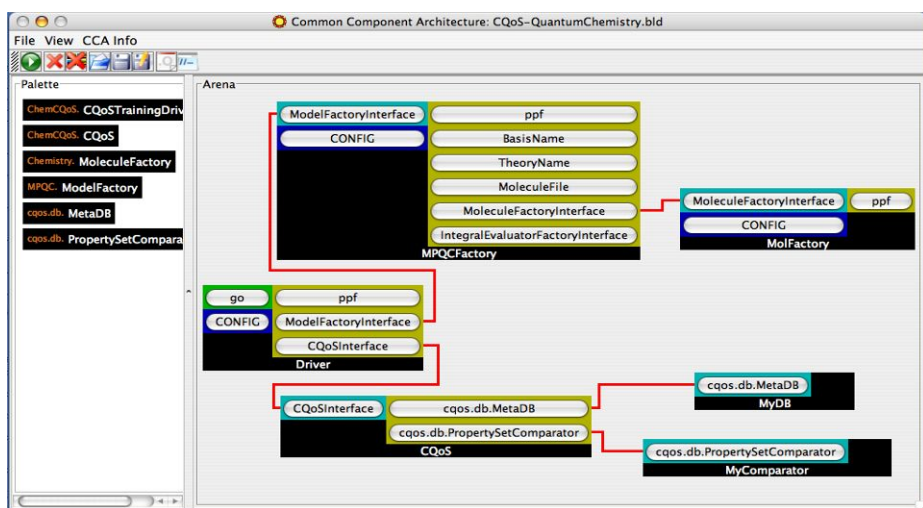 Common Component Architecture: CQoS-QuantumChemistry.bld
File View CCA Info
Palette
ChemCQoS. CQoSTrainingDriv
ChemCQoS. CQoS
Chemistry. MoleculeFactory
MPQC. ModelFactory
cqos.db. MetaDB
cqos.db. PropertySetCompara
Arena
ModelFactoryInterface ppf
CONFIG BasisName
TheoryName
MoleculeFile
MoleculeFactoryInterface
IntegralEvaluatorFactoryInterface
MPQCFactory
MoleculeFactoryInterface ppf
CONFIG
MolFactory
go ppf
CONFIG ModelFactoryInterface
CQoSInterface
Driver
CQoSInterface cqos.db.MetaDB
cqos.db.PropertySetComparator
CQoS
cqos.db.MetaDB
MyDB
cqos.db.PropertySetComparator
MyComparator